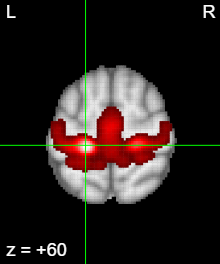 L R
z = +60